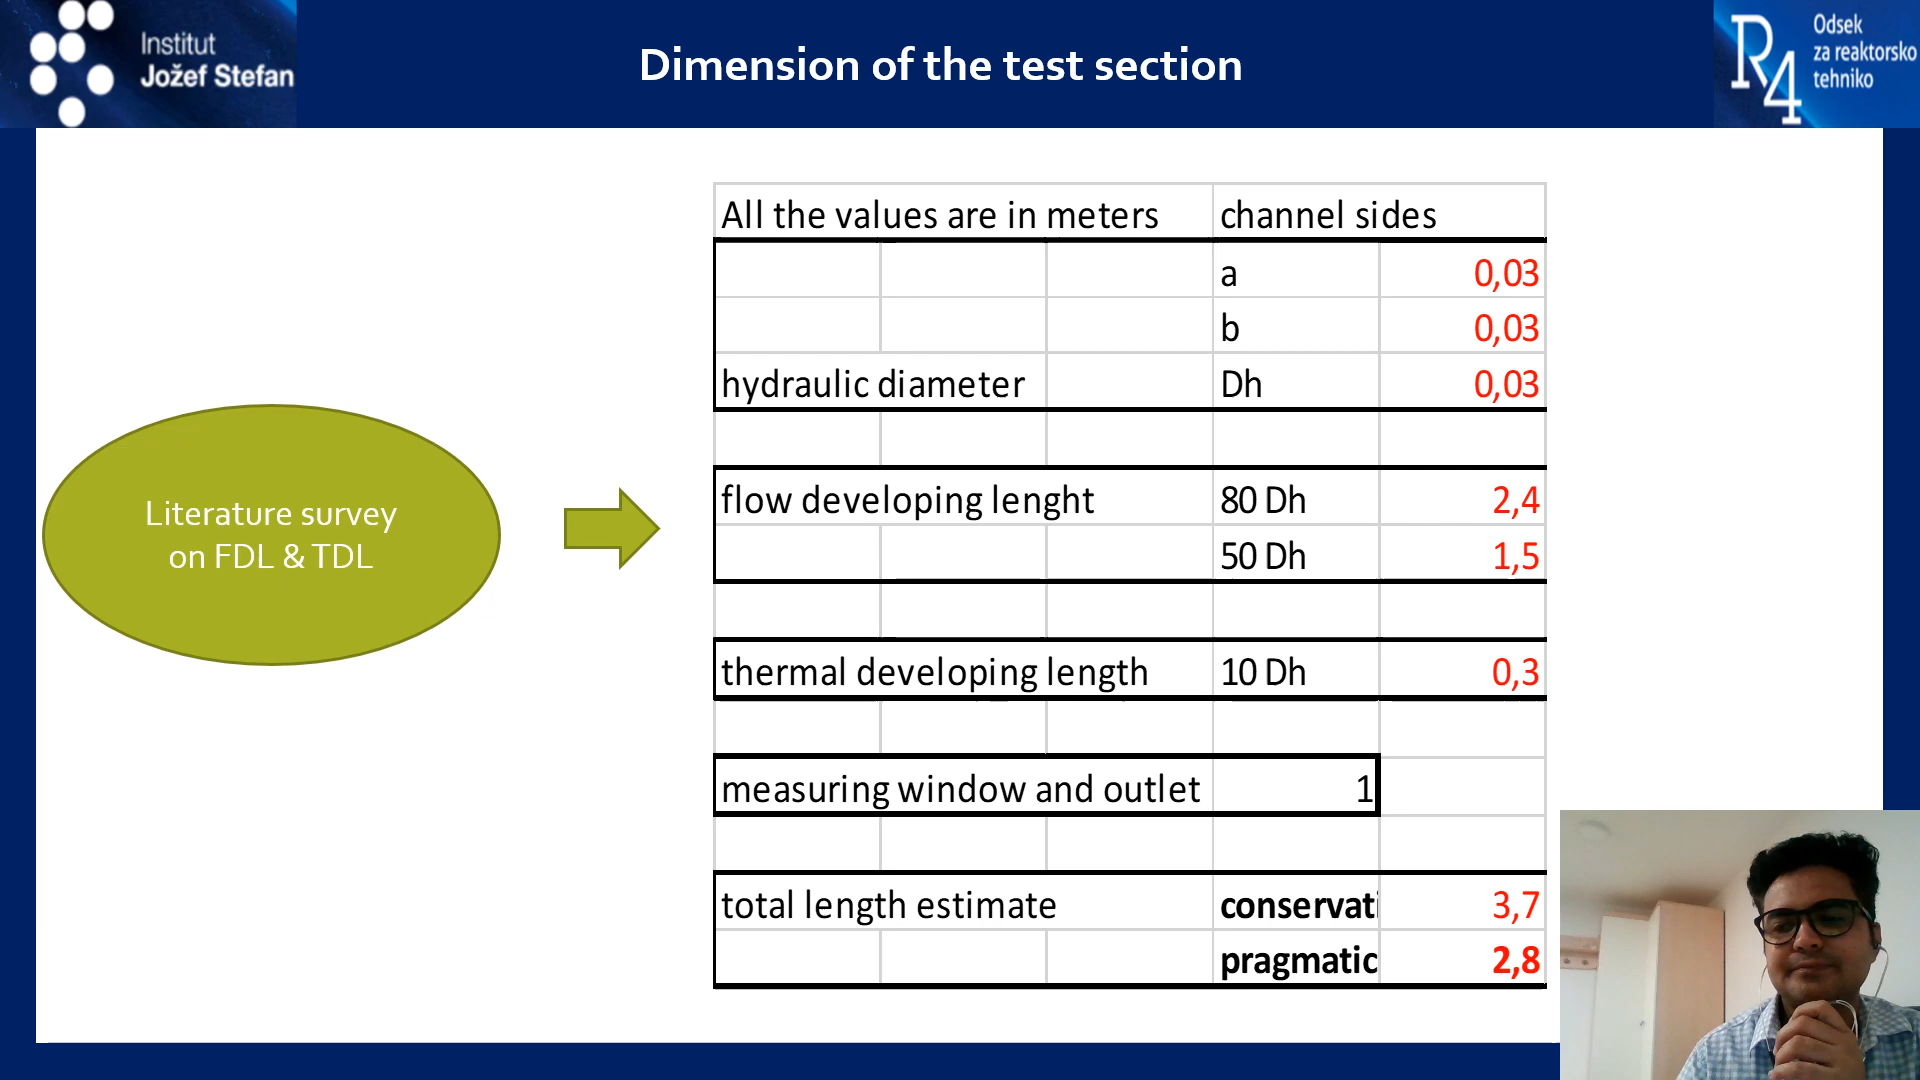 Institut
Jožef Stefan
Dimension of the test section
R4
Odsek
za reaktorsko
tehniko
Literature survey
on FDL & TDL
All the values are in meters channel sides
a 0,03
b 0,03
hydraulic diameter Dh 0,03
flow developing lenght 80 Dh 2,4
50 Dh 1,5
thermal developing length 10 Dh 0,3
measuring window and outlet 1
total length estimate conservati 3,7
pragmatic 2,8